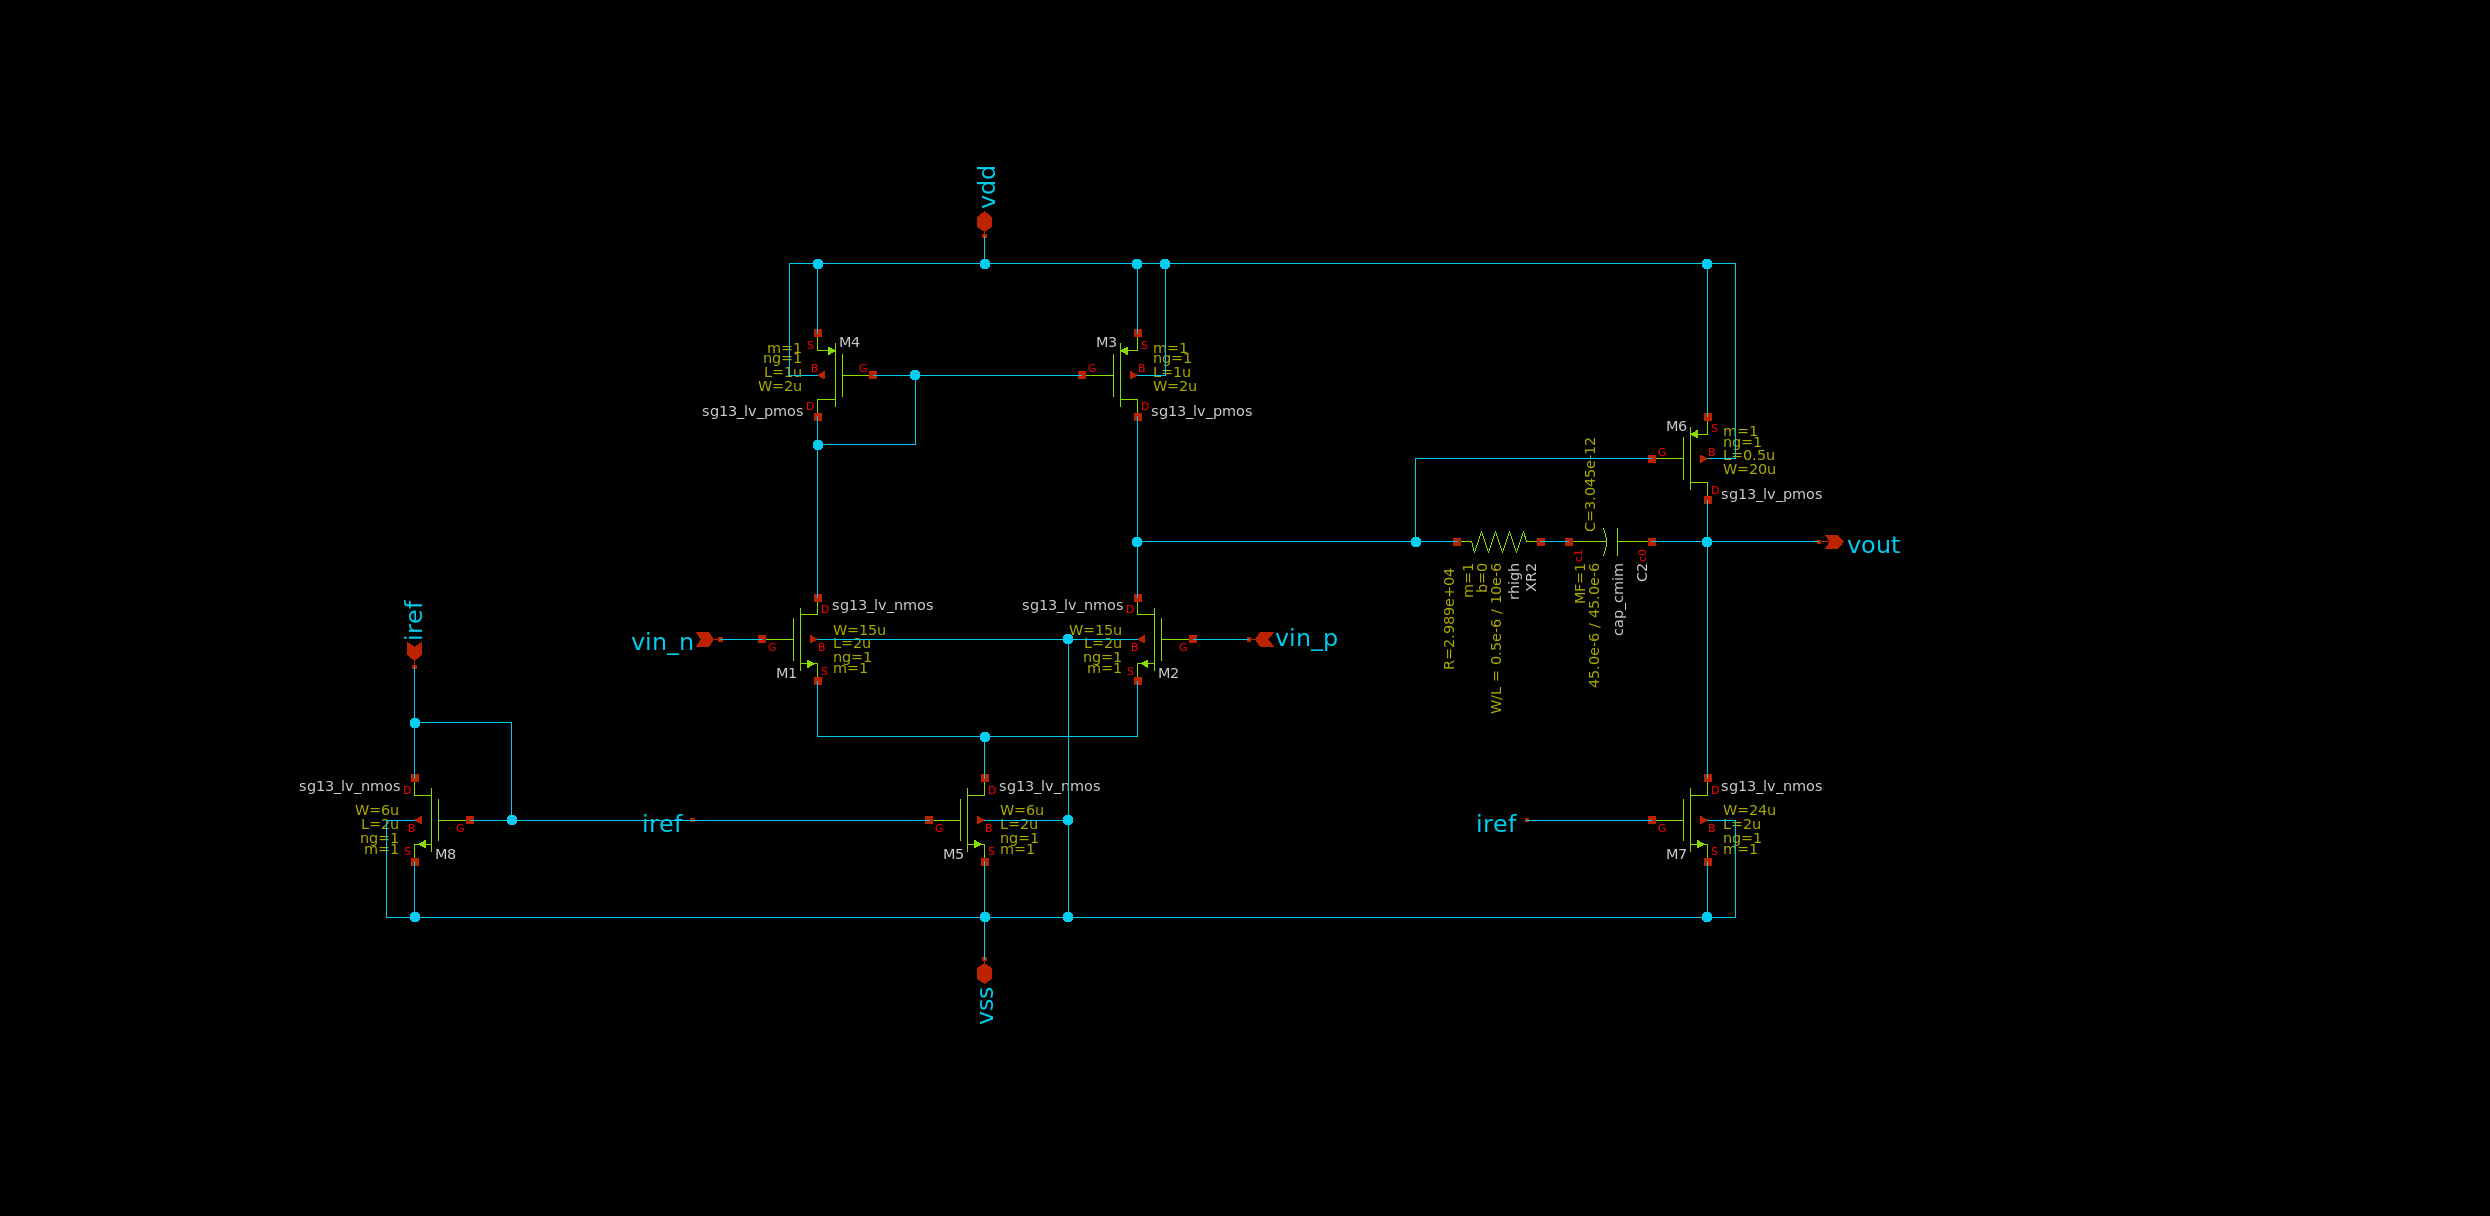 vdd
M4
S
m=1
ng=1
B
G
L=1u
W=2u
D
sg13_lv_pmos
M3
S
m=1
ng=1
G
B
L=1u
W=2u
D
sg13_lv_pmos
M6
S
m=1
ng=1
G
B
L=0.5u
W=20u
D
sg13_lv_pmos
C=3.045e-12
vout
R=2.989e+04
m=1
b=0
W/L = 0.5e-6 / 10e-6
rhigh
XR2
c1
MF=1
45.0e-6 / 45.0e-6
cap_cmim
C2
c0
iref
vin_n
D
sg13_lv_nmos
W=15u
L=2u
G
B
ng=1
m=1
S
M1
sg13_lv_nmos
D
W=15u
L=2u
B
G
ng=1
m=1
S
M2
vin_p
sg13_lv_nmos
D
W=6u
L=2u
B
G
ng=1
m=1
S
M8
iref
D
sg13_lv_nmos
W=6u
L=2u
G
B
ng=1
m=1
S
M5
iref
D
sg13_lv_nmos
W=24u
L=2u
G
B
ng=1
m=1
S
M7
vss